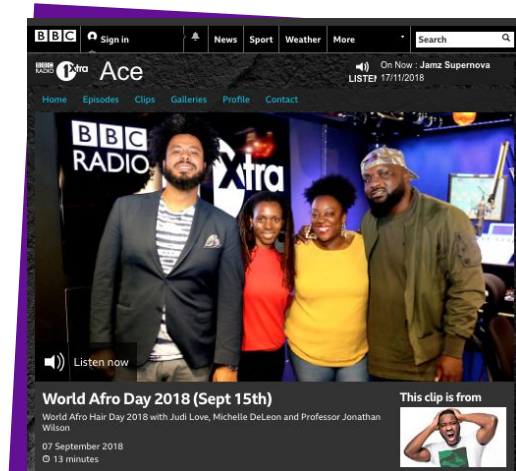 BBC Sign in News Sport Weather More Search
BBC RADIO 1Xtra Ace
On Now : Jamz Supernova
LISTEN 17/11/2018
Home Episodes Clips Galleries Profile Contact
BBC
RADIO
Xtra
Listen now
World Afro Day 2018 (Sept 15th)
This clip is from
World Afro Hair Day 2018 with Judi Love, Michelle DeLeon and Professor Jonathan
Wilson
07 September 2018
13 minutes